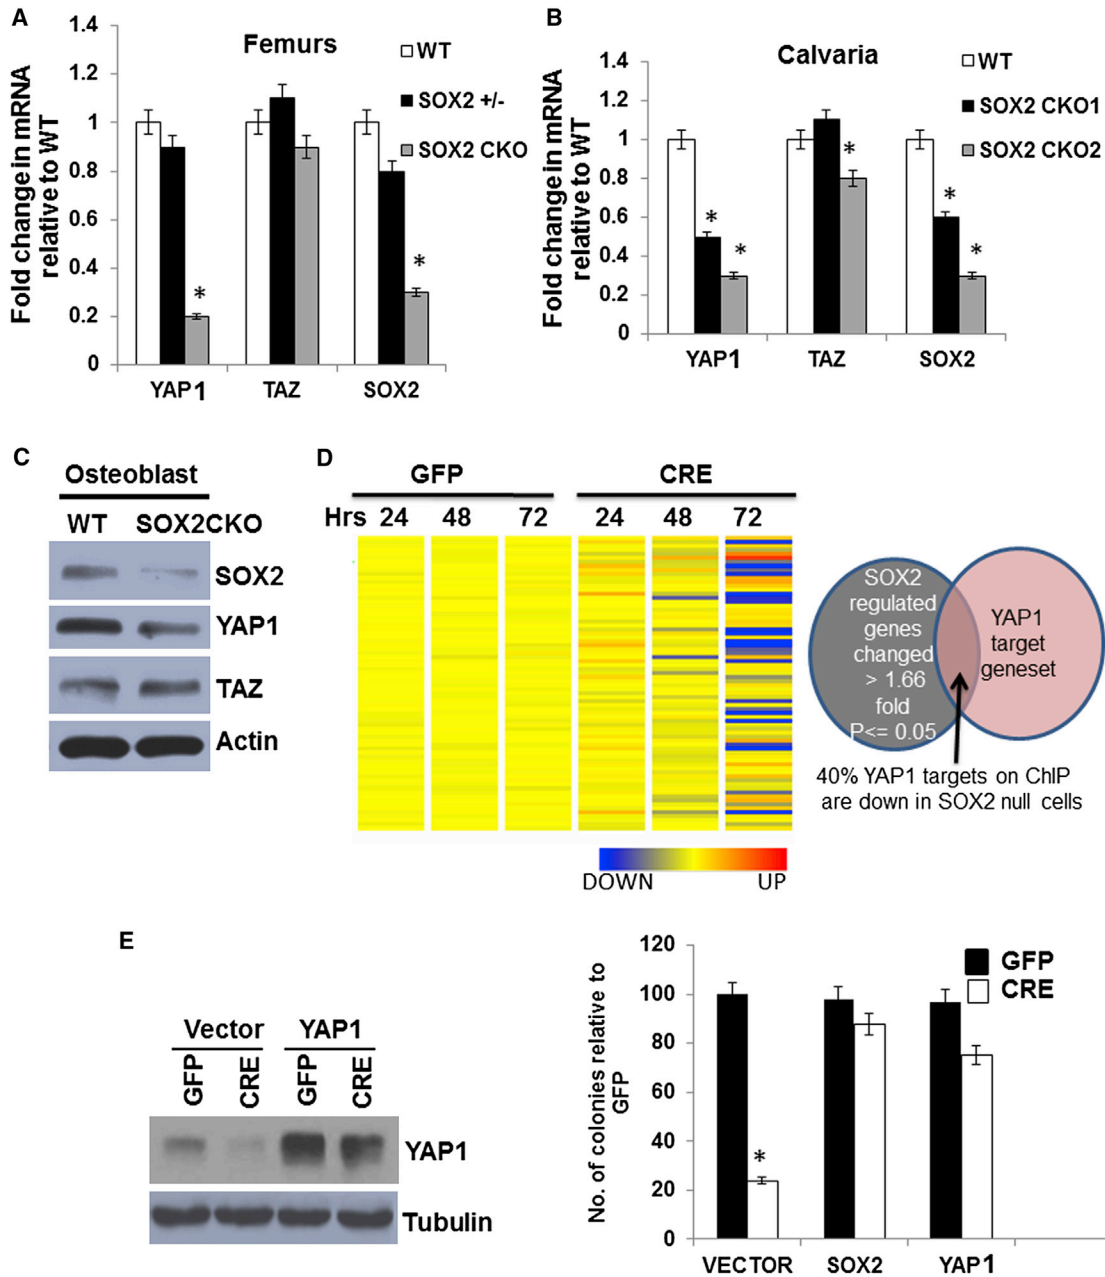 A
1.4
1.2
1
0.8
0.6
0.4
0.2
0
Fold change in mRNA
relative to WT
Femurs
WT
SOX2 +/-
SOX2 CKO
*
*
YAP1
TAZ
SOX2
B
1.4
1.2
1
0.8
0.6
0.4
0.2
0
Fold change in mRNA
relative to WT
Calvaria
WT
SOX2 CKO1
SOX2 CKO2
*
*
*
*
*
YAP1
TAZ
SOX2
C
Osteoblast
WT SOX2CKO
SOX2
YAP1
TAZ
Actin
D
GFP CRE
Hrs 24 48 72 24 48 72
DOWN UP
SOX2
regulated
genes
changed
> 1.66
fold
P<= 0.05
YAP1
target
geneset
40% YAP1 targets on ChIP
are down in SOX2 null cells
E
Vector YAP1
GFP CRE GFP CRE
YAP1
Tubulin
120
100
80
60
40
20
0
No. of colonies relative to
GFP
GFP
CRE
*
VECTOR
SOX2
YAP1